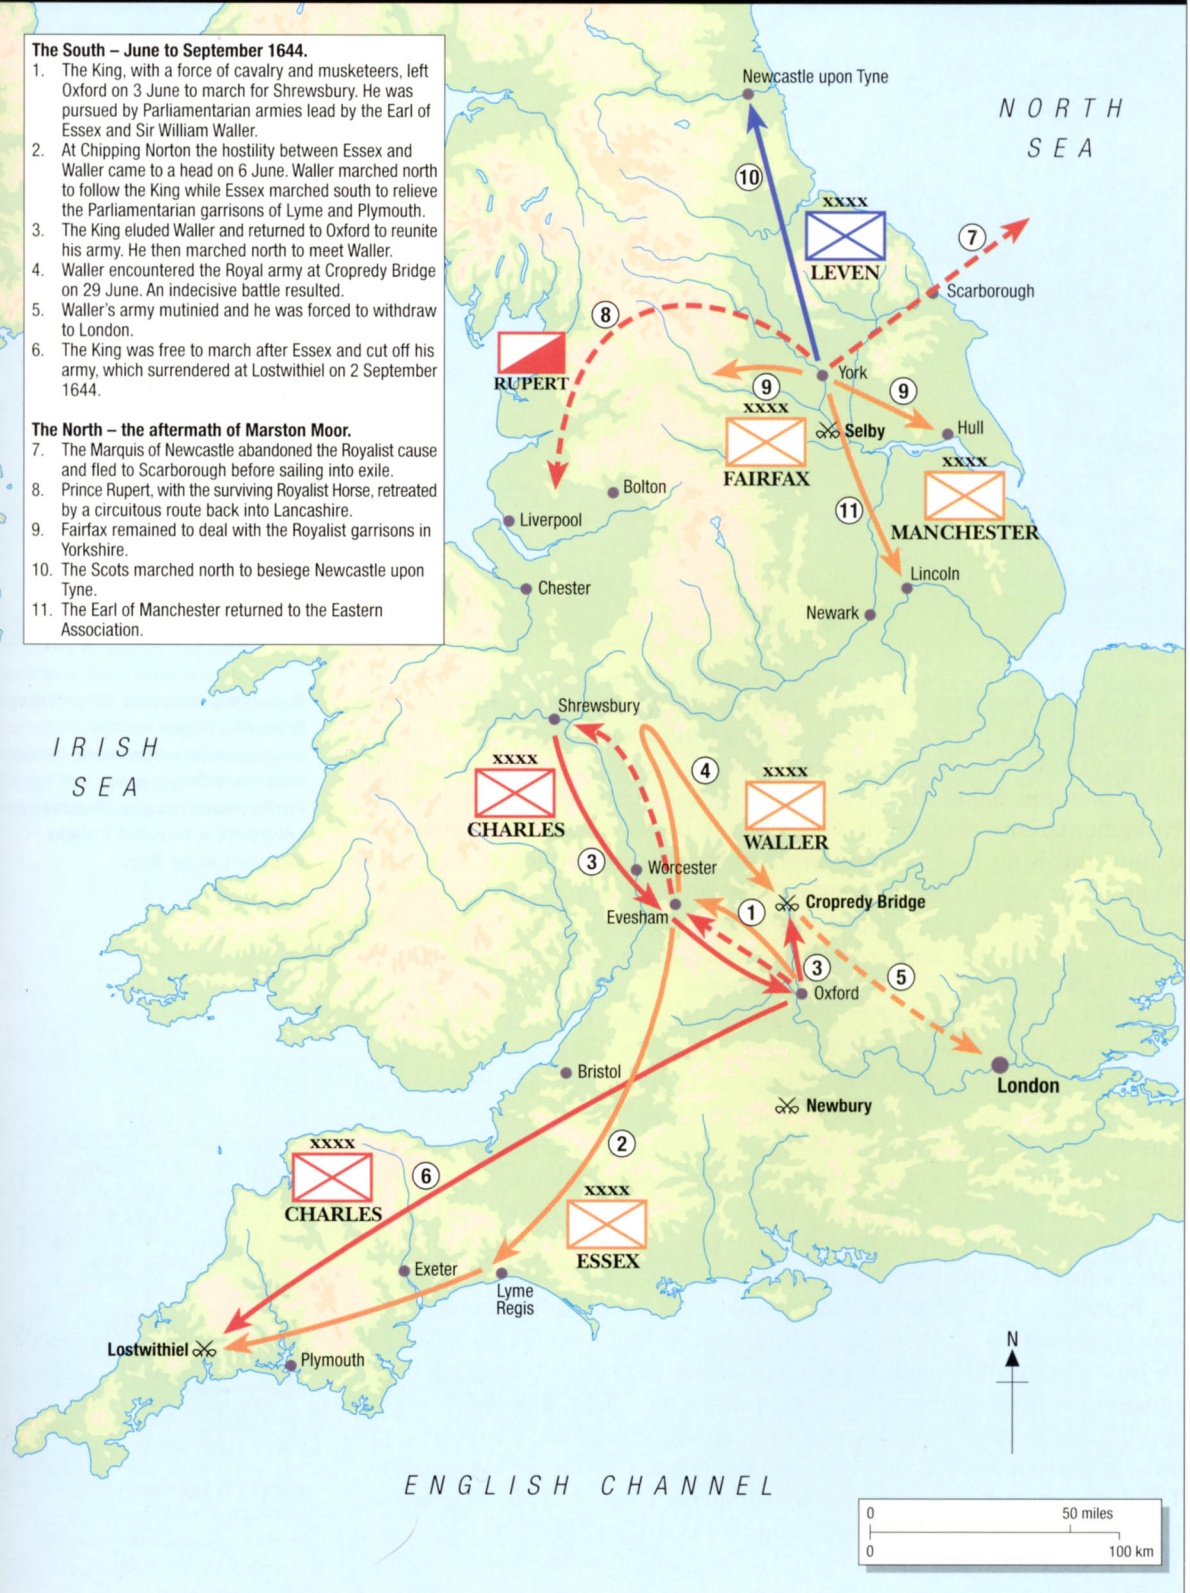 The South – June to September 1644.
1. The King, with a force of cavalry and musketeers, left
Oxford on 3 June to march for Shrewsbury. He was
pursued by Parliamentarian armies lead by the Earl of
Essex and Sir William Waller.
2. At Chipping Norton the hostility between Essex and
Waller came to a head on 6 June. Waller marched north
to follow the King while Essex marched south to relieve
the Parliamentarian garrisons of Lyme and Plymouth.
3. The King eluded Waller and returned to Oxford to reunite
his army. He then marched north to meet Waller.
4. Waller encountered the Royal army at Cropredy Bridge
on 29 June. An indecisive battle resulted.
5. Waller's army mutinied and he was forced to withdraw
to London.
6. The King was free to march after Essex and cut off his
army, which surrendered at Lostwithiel on 2 September
1644.
The North – the aftermath of Marston Moor.
7. The Marquis of Newcastle abandoned the Royalist cause
and fled to Scarborough before sailing into exile.
8. Prince Rupert, with the surviving Royalist Horse, retreated
by a circuitous route back into Lancashire.
9. Fairfax remained to deal with the Royalist garrisons in
Yorkshire.
10. The Scots marched north to besiege Newcastle upon
Tyne.
11. The Earl of Manchester returned to the Eastern
Association.
Newcastle upon Tyne
NORTH
SEA
10
XXXX
LEVEN
7
Scarborough
8
RUPERT
York
9
9
XXXX
FAIRFAX
Selby
Hull
XXXX
MANCHESTER
Bolton
11
Liverpool
Chester
Lincoln
Newark
IRISH
SEA
Shrewsbury
XXXX
CHARLES
4
XXXX
WALLER
3
Worcester
Evesham
1
Cropredy Bridge
3
5
Oxford
Bristol
London
Newbury
2
XXXX
CHARLES
6
XXXX
ESSEX
Exeter
Lyme
Regis
Lostwithiel
Plymouth
N
ENGLISH CHANNEL
0 50 miles
0 100 km